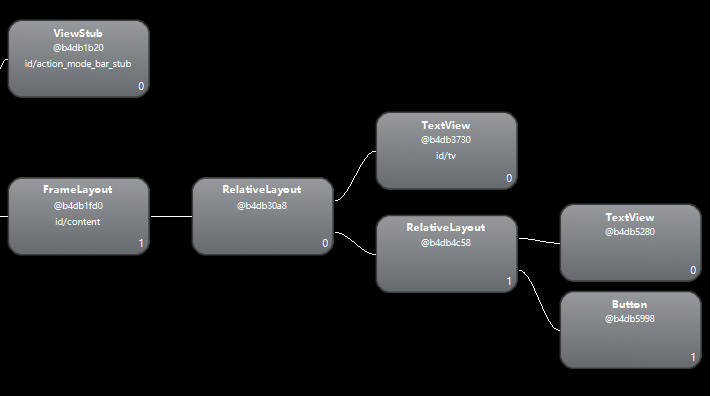 ViewStub
@b4db1b20
id/action_mode_bar_stub
0
FrameLayout
@b4db1fd0
id/content
1
RelativeLayout
@b4db30a8
0
TextView
@b4db3730
id/tv
0
RelativeLayout
@b4db4c58
1
TextView
@b4db5280
0
Button
@b4db5998
1